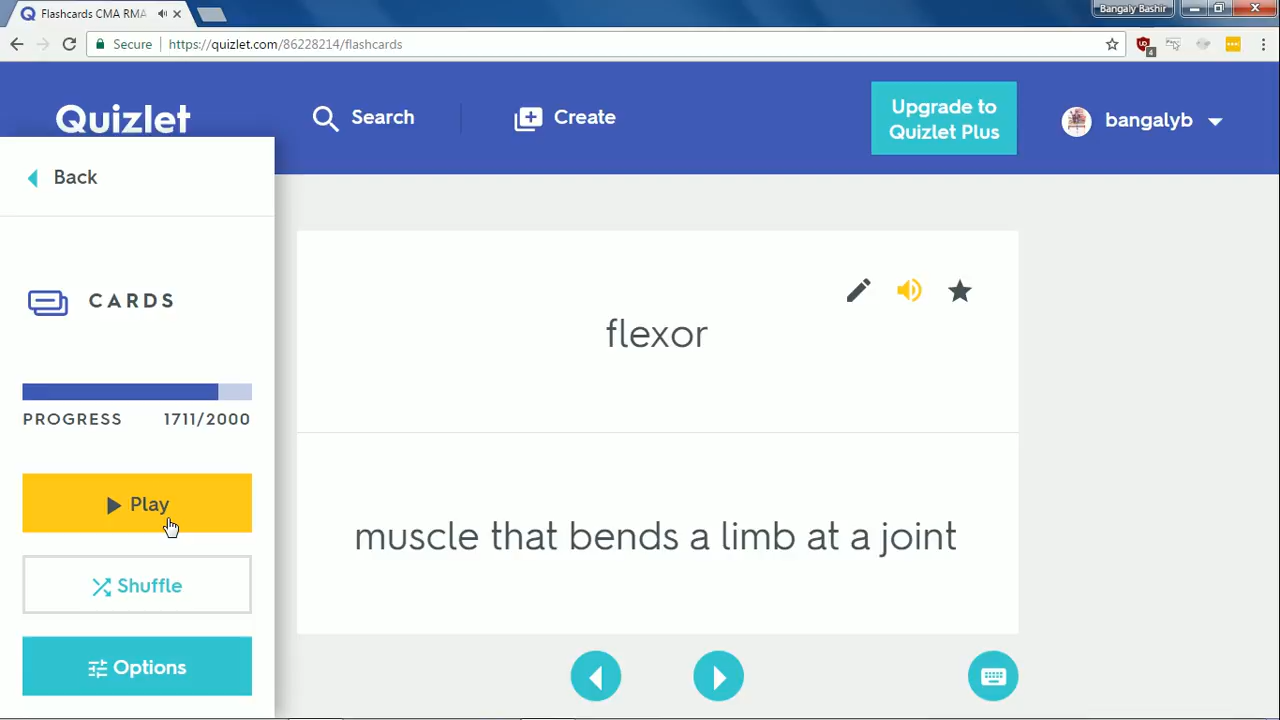 Flashcards CMA RMA
Bangaly Bashir
Secure
https://quizlet.com/86228214/flashcards
4
Quizlet
Search
Create
Upgrade to
Quizlet Plus
bangalyb
Back
CARDS
PROGRESS 1711/2000
Play
Shuffle
Options
flexor
muscle that bends a limb at a joint